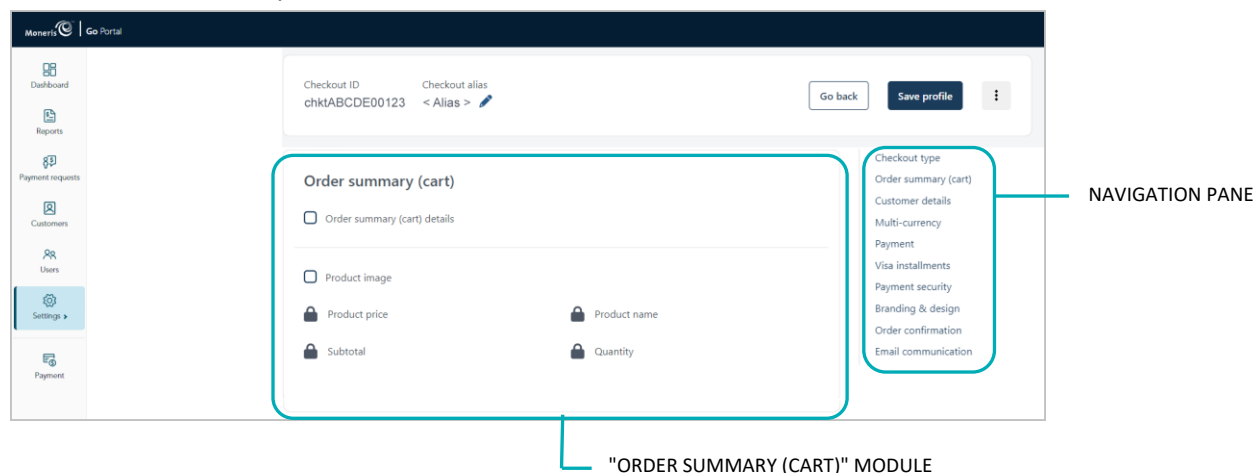 Moneris Go Portal
Dashboard
Reports
Payment requests
Customers
Users
Settings >
Payment
Checkout ID Checkout alias
chktABCDE00123 < Alias >
Go back Save profile
Order summary (cart)
Order summary (cart) details
Product image
Product price Product name
Subtotal Quantity
Checkout type
Order summary (cart)
Customer details
Multi-currency
Payment
Visa installments
Payment security
Branding & design
Order confirmation
Email communication
NAVIGATION PANE
"ORDER SUMMARY (CART)" MODULE